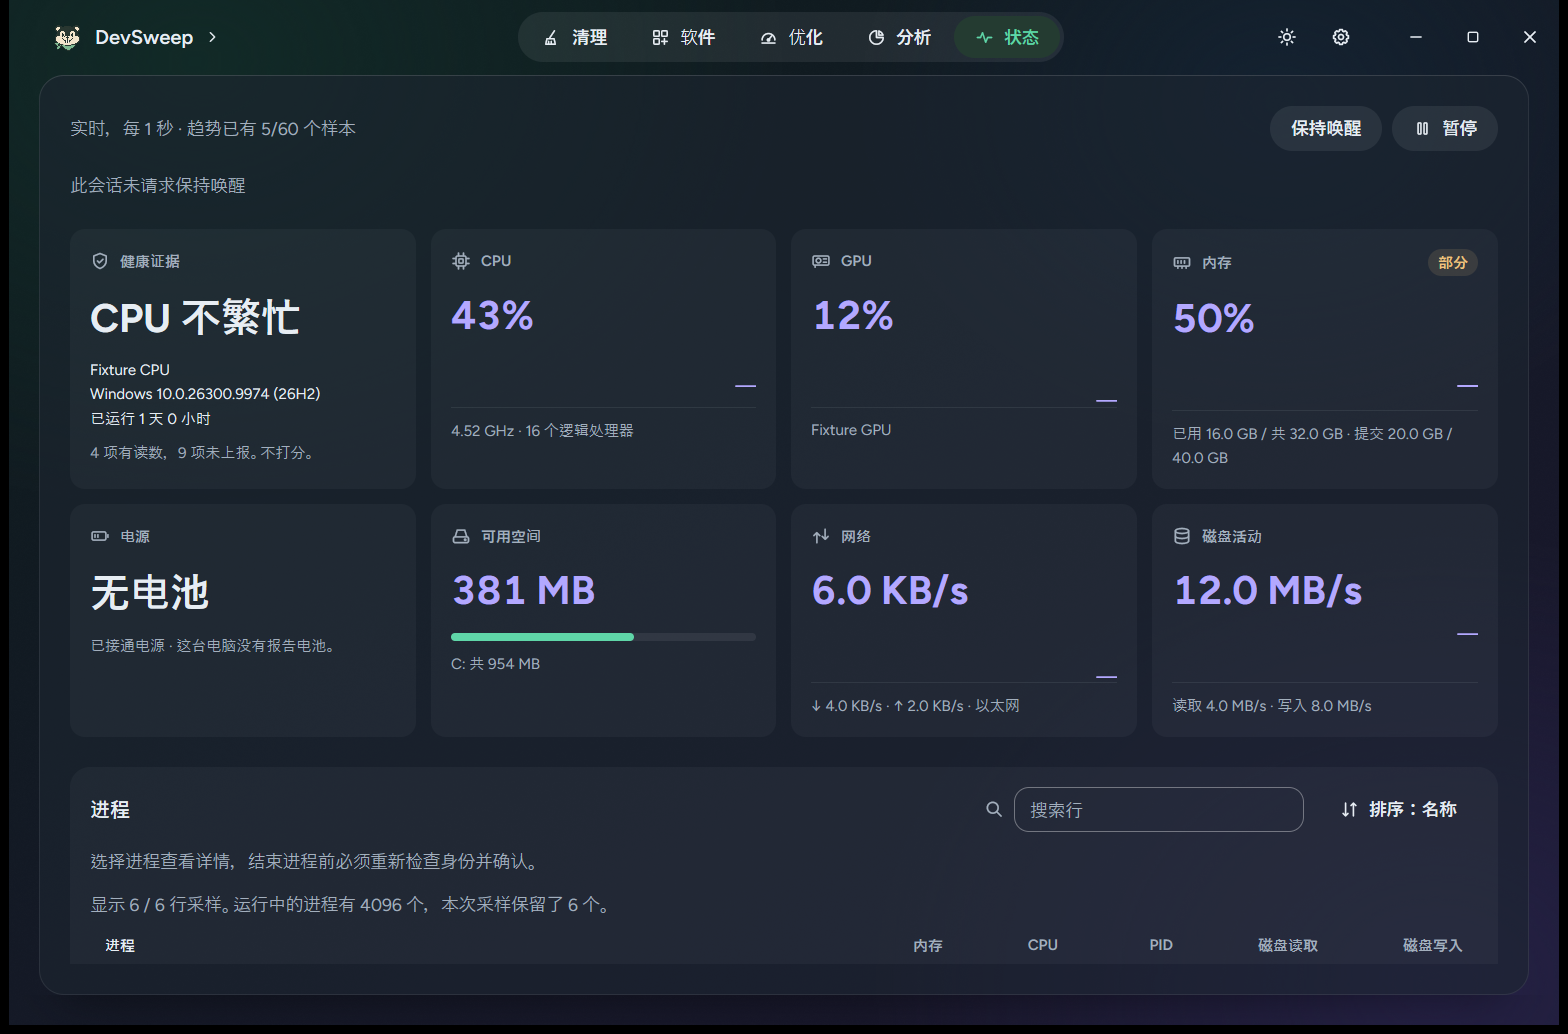 DevSweep
清理
软件
优化
分析
状态
实时，每 1 秒 · 趋势已有 5/60 个样本
保持唤醒
暂停
此会话未请求保持唤醒
健康证据
CPU 不繁忙
Fixture CPU
Windows 10.0.26300.9974 (26H2)
已运行 1 天 0 小时
4 项有读数，9 项未上报。不打分。
CPU
43%
4.52 GHz · 16 个逻辑处理器
GPU
12%
Fixture GPU
内存
部分
50%
已用 16.0 GB / 共 32.0 GB · 提交 20.0 GB /
40.0 GB
电源
无电池
已接通电源 · 这台电脑没有报告电池。
可用空间
381 MB
C: 共 954 MB
网络
6.0 KB/s
↓ 4.0 KB/s · ↑ 2.0 KB/s · 以太网
磁盘活动
12.0 MB/s
读取 4.0 MB/s · 写入 8.0 MB/s
进程
搜索行
排序：名称
选择进程查看详情，结束进程前必须重新检查身份并确认。
显示 6 / 6 行采样。运行中的进程有 4096 个，本次采样保留了 6 个。
进程 内存 CPU PID 磁盘读取 磁盘写入